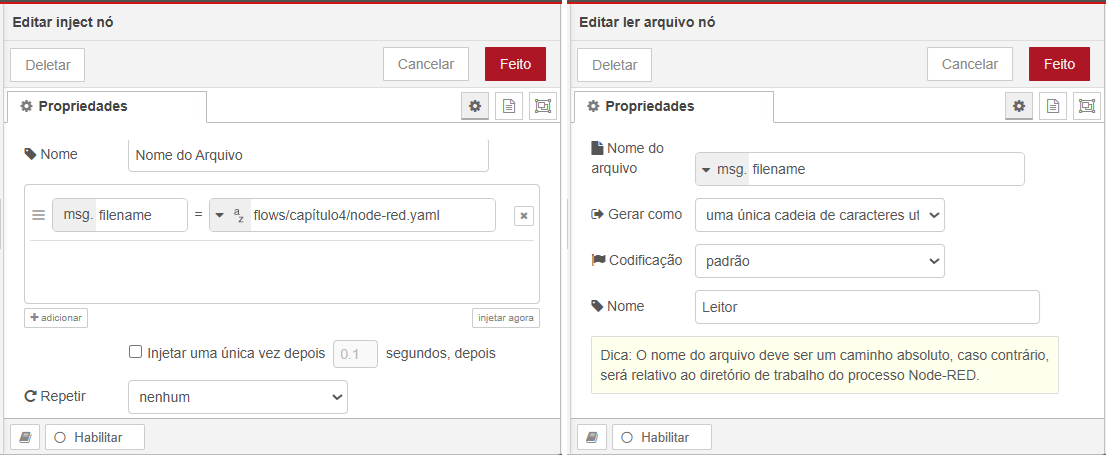 Editar inject nó
Deletar
Cancelar
Feito
Propriedades
Nome
Nome do Arquivo
msg. filename
=
a
z
flows/capítulo4/node-red.yaml
adicionar
injetar agora
Injetar uma única vez depois
0.1
segundos, depois
Repetir
nenhum
Habilitar
Editar ler arquivo nó
Deletar
Cancelar
Feito
Propriedades
Nome do
arquivo
msg. filename
Gerar como
uma única cadeia de caracteres ut
Codificação
padrão
Nome
Leitor
Dica: O nome do arquivo deve ser um caminho absoluto, caso contrário,
será relativo ao diretório de trabalho do processo Node-RED.
Habilitar